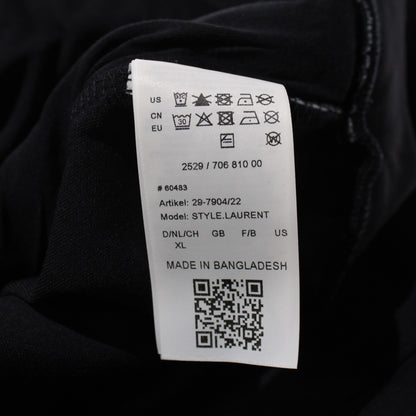 US
CN
EU 30
2529 / 706 810 00
# 60483
Artikel: 29-7904/22
Model: STYLE.LAURENT
D/NL/CH GB F/B US
XL
MADE IN BANGLADESH